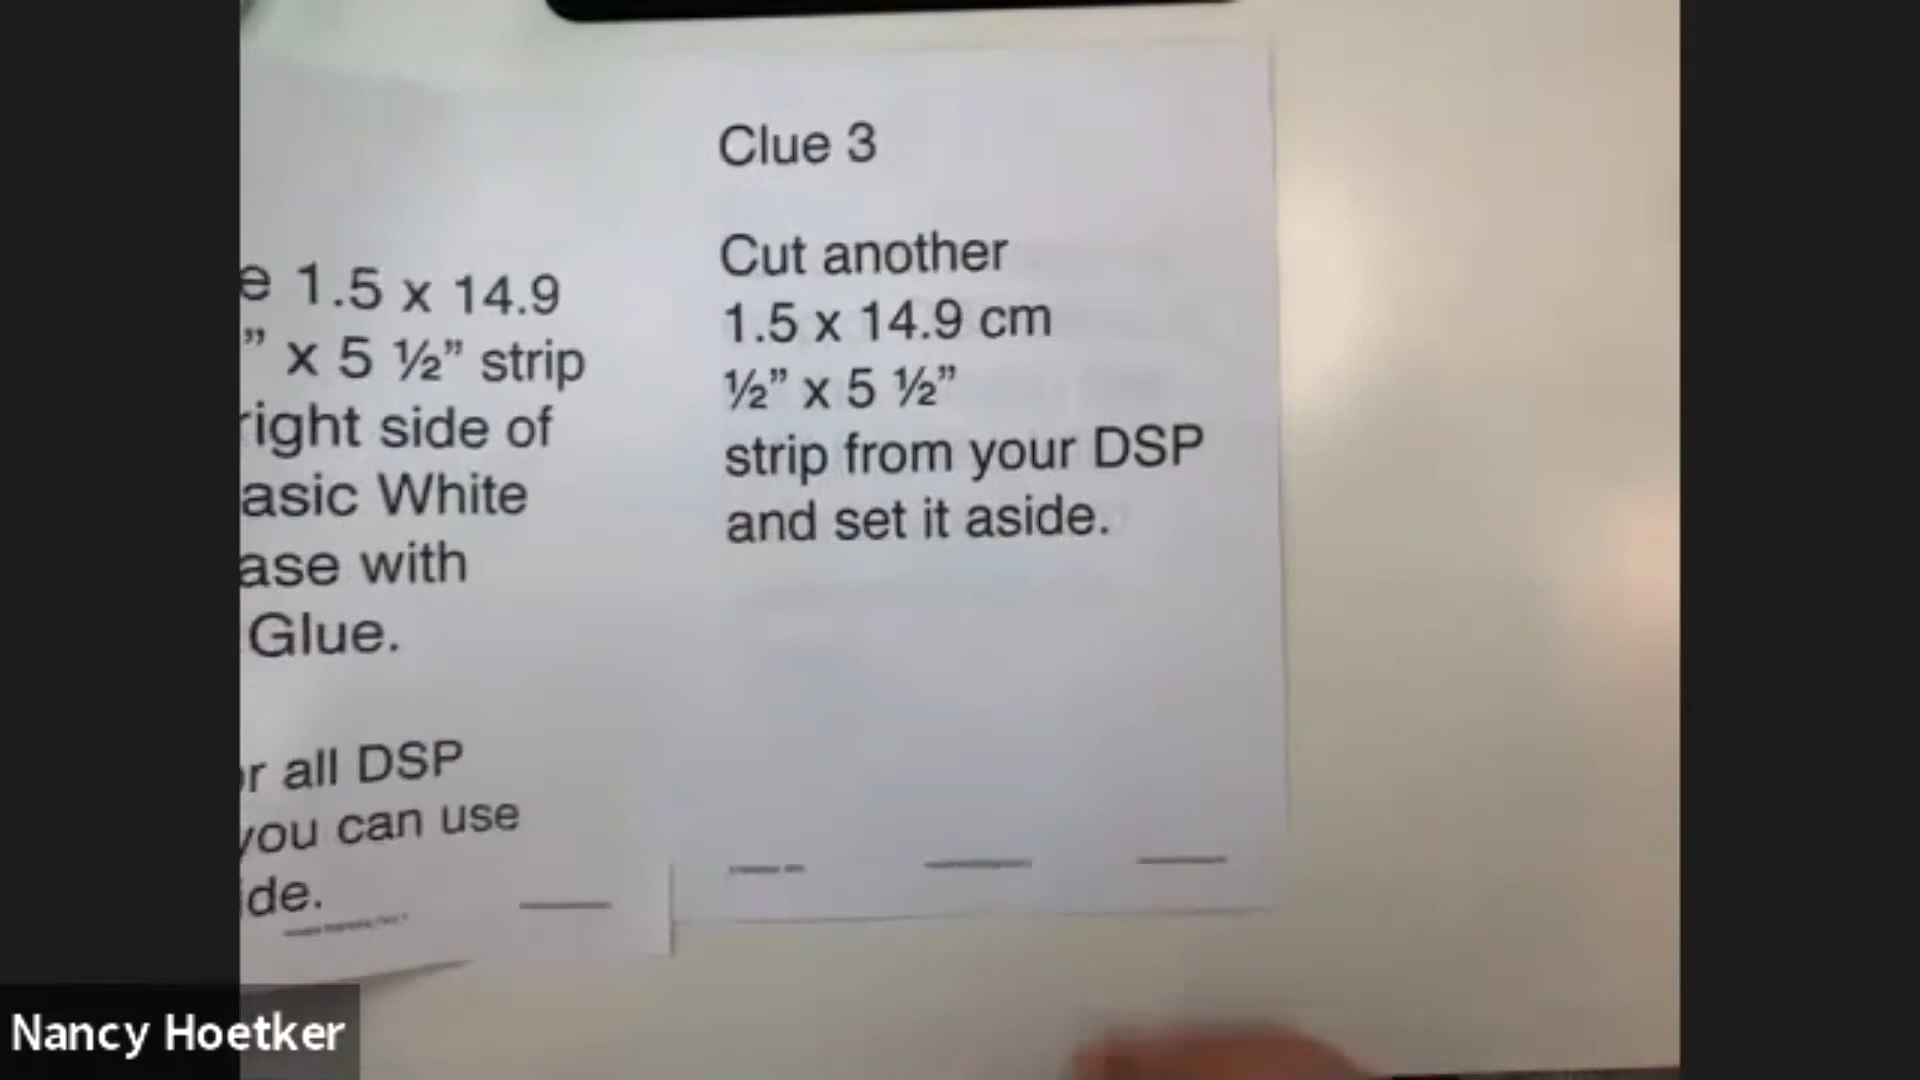 e 1.5 x 14.9
” x 5 ½” strip
right side of
asic White
ase with
Glue.
r all DSP
you can use
ide.
Clue 3
Cut another
1.5 x 14.9 cm
½” x 5 ½”
strip from your DSP
and set it aside.
Nancy Hoetker